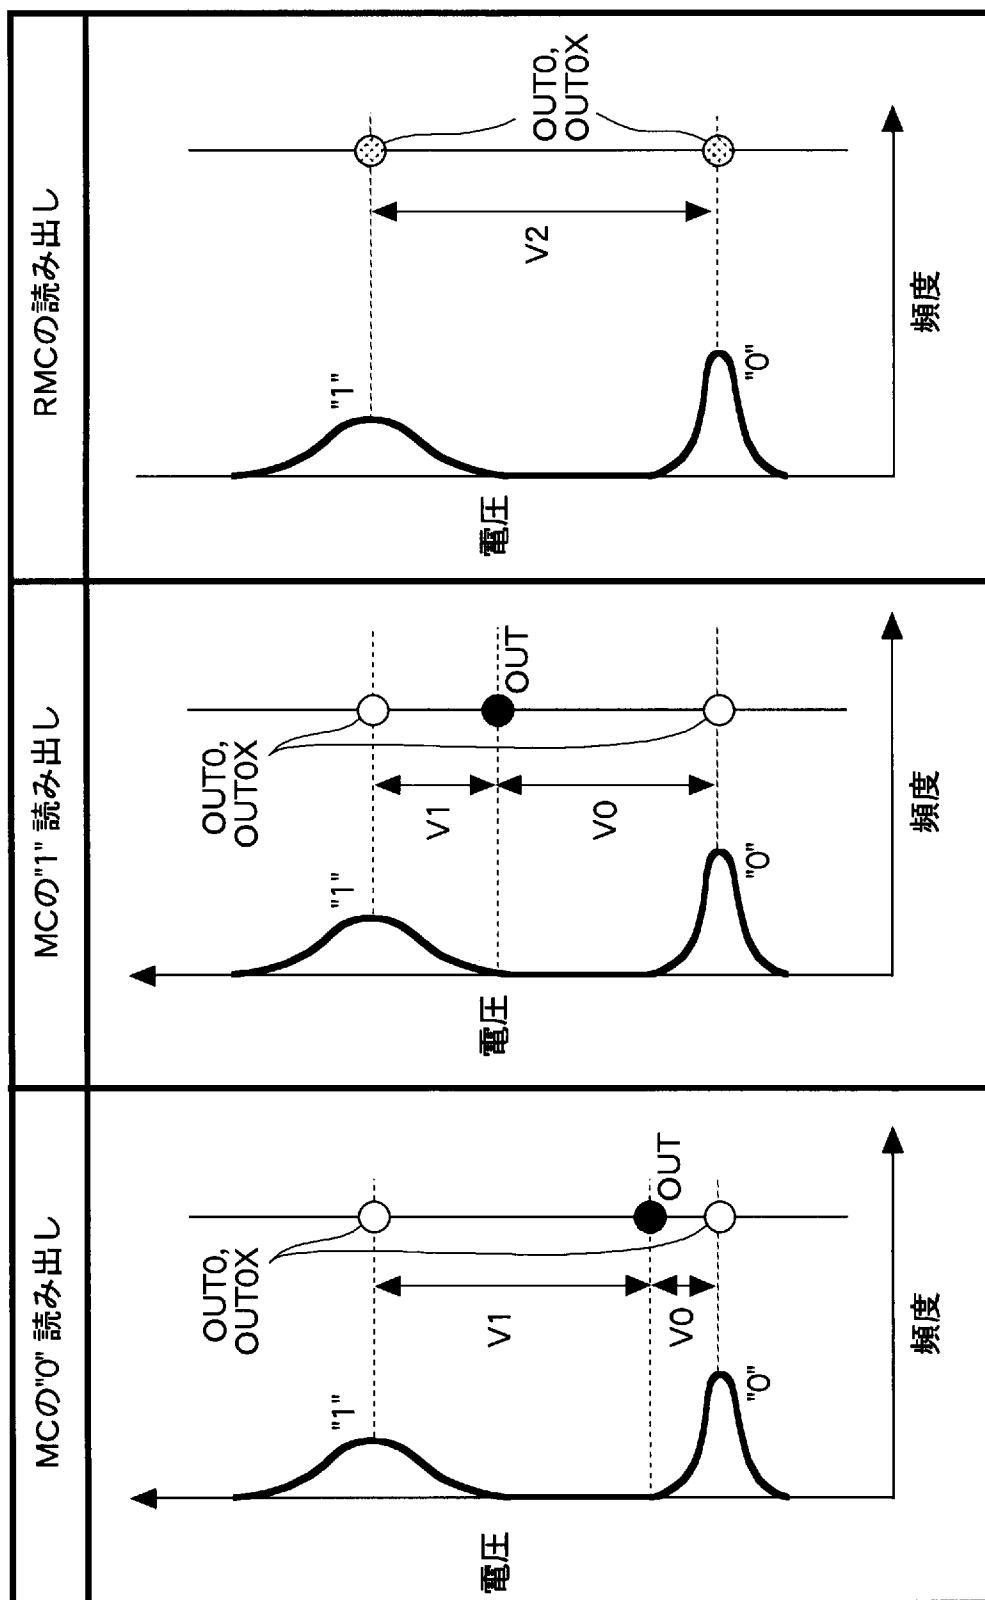 MCの"0" 読み出し
電圧
"1"
OUT0,
OUT0X
V1
V0
OUT
"0"
頻度
MCの"1" 読み出し
電圧
"1"
OUT0,
OUT0X
V1
V0
OUT
"0"
頻度
RMCの読み出し
電圧
"1"
V2
OUT0,
OUT0X
"0"
頻度